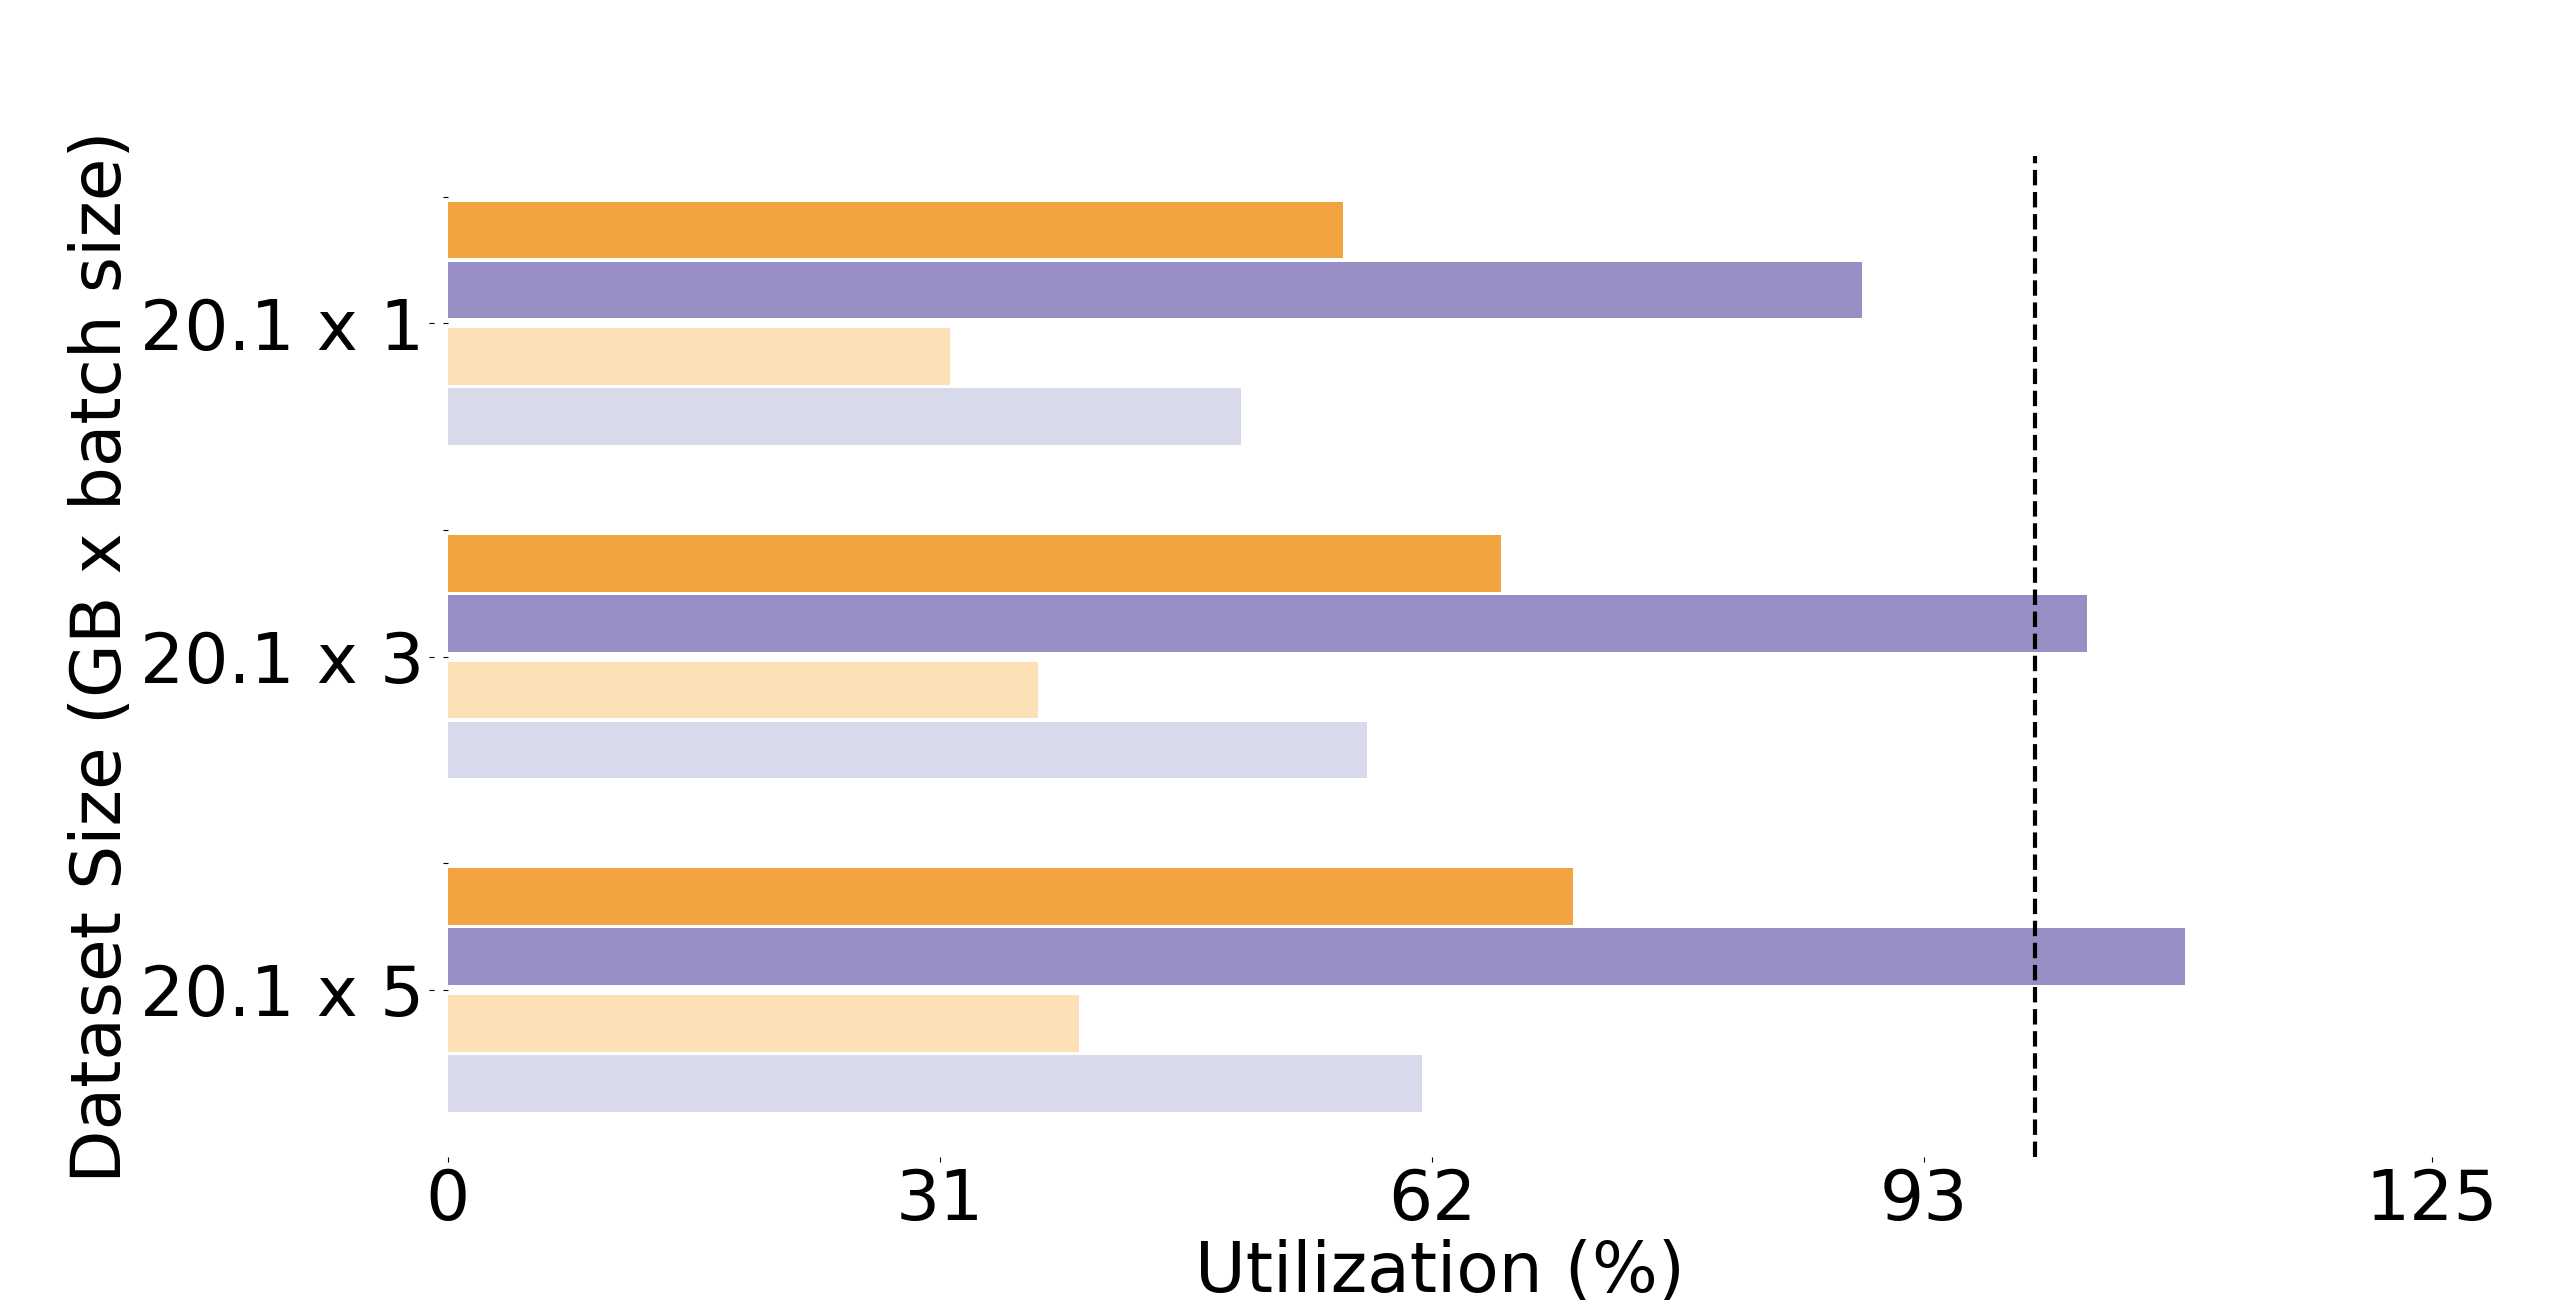 Dataset Size (GB x batch size)
20.1 x 1
20.1 x 3
20.1 x 5
0 31 62 93 125
Utilization (%)